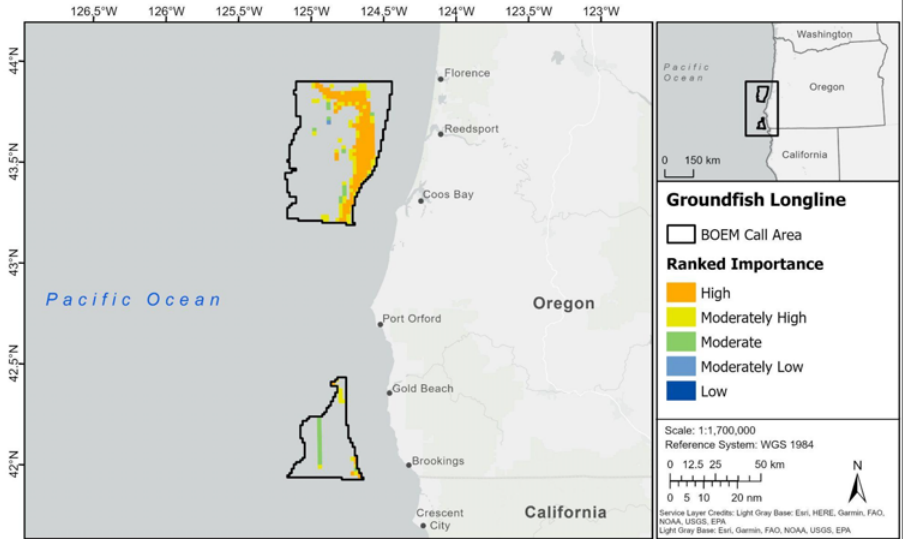 126.5°W 126°W 125.5°W 125°W 124.5°W 124°W 123.5°W 123°W
44°N
43.5°N
43°N
42.5°N
42°N
Florence
Reedsport
Coos Bay
Pacific Ocean
Oregon
Port Orford
Gold Beach
Brookings
Crescent
City
California
Washington
Pacific
Ocean
Oregon
California
0 150 km
Groundfish Longline
BOEM Call Area
Ranked Importance
High
Moderately High
Moderate
Moderately Low
Low
Scale: 1:1,700,000
Reference System: WGS 1984
0 12.5 25 50 km
0 5 10 20 nm
N
Service Layer Credits: Light Gray Base: Esri, HERE, Garmin, FAO,
NOAA, USGS, EPA
Light Gray Base: Esri, Garmin, FAO, NOAA, USGS, EPA